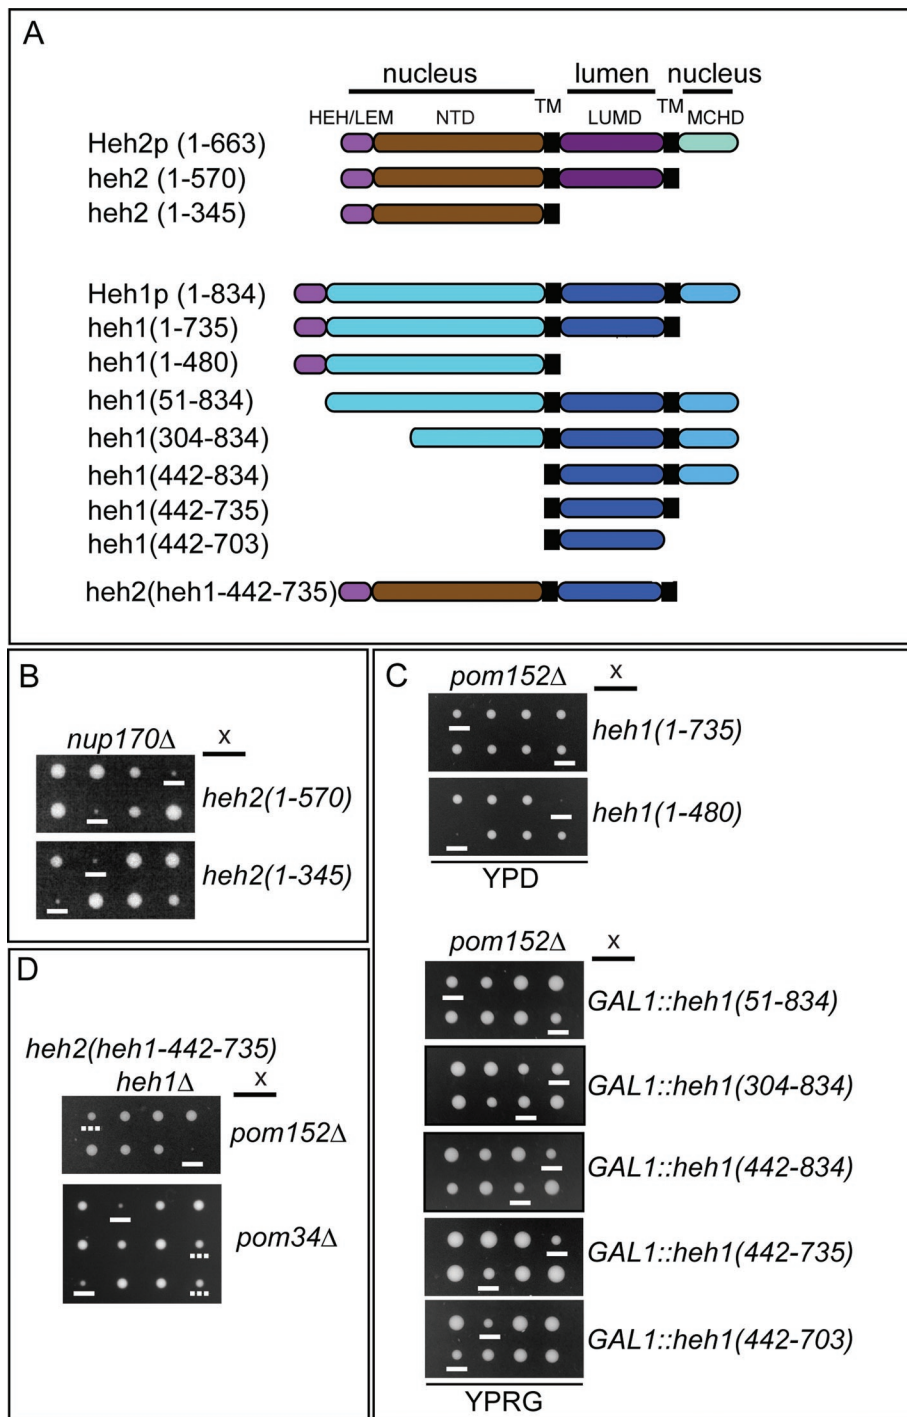 A
nucleus lumen nucleus
HEH/LEM NTD TM LUMD TM MCHD
Heh2p (1-663)
heh2 (1-570)
heh2 (1-345)
Heh1p (1-834)
heh1(1-735)
heh1(1-480)
heh1(51-834)
heh1(304-834)
heh1(442-834)
heh1(442-735)
heh1(442-703)
heh2(heh1-442-735)
B
nup170Δ x
heh2(1-570)
heh2(1-345)
C
pom152Δ x
heh1(1-735)
heh1(1-480)
YPD
pom152Δ x
GAL1::heh1(51-834)
GAL1::heh1(304-834)
GAL1::heh1(442-834)
GAL1::heh1(442-735)
GAL1::heh1(442-703)
YPRG
D
heh2(heh1-442-735)
heh1Δ x
pom152Δ
pom34Δ